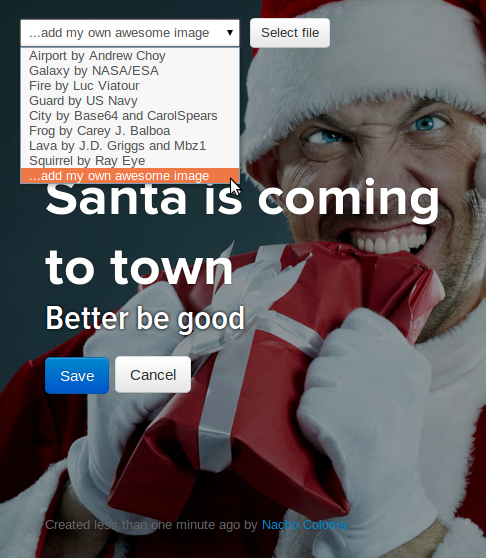 ...add my own awesome image
Select file
Airport by Andrew Choy
Galaxy by NASA/ESA
Fire by Luc Viatour
Guard by US Navy
City by Base64 and CarolSpears
Frog by Carey J. Balboa
Lava by J.D. Griggs and Mbz1
Squirrel by Ray Eye
...add my own awesome image
Santa is coming
to town
Better be good
Save
Cancel
Created less than one minute ago by Nacho Coloma.